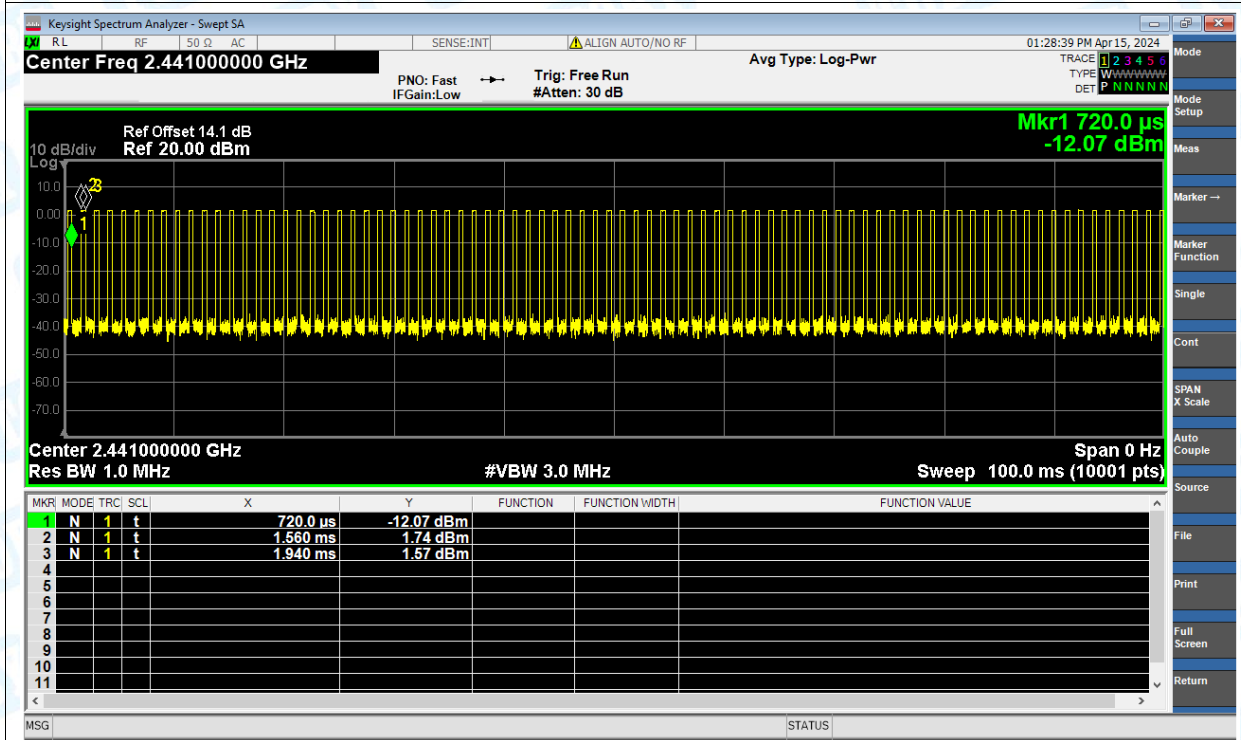 Keysight Spectrum Analyzer - Swept SA
LXI RL RF 50 Ω AC SENSE:INT ALIGN AUTO/NO RF 01:28:39 PM Apr 15, 2024
Center Freq 2.441000000 GHz Avg Type: Log-Pwr TRACE 1 2 3 4 5 6
PNO: Fast Trig: Free Run TYPE WWWWWW
IFGain:Low #Atten: 30 dB DET P N N N N N
Ref Offset 14.1 dB Mkr1 720.0 µs
10 dB/div Ref 20.00 dBm -12.07 dBm
Log
10.0
0.00
-10.0
-20.0
-30.0
-40.0
-50.0
-60.0
-70.0
23
1
Center 2.441000000 GHz Span 0 Hz
Res BW 1.0 MHz #VBW 3.0 MHz Sweep 100.0 ms (10001 pts)
MKR MODE TRC SCL X Y FUNCTION FUNCTION WIDTH FUNCTION VALUE
1 N 1 t 720.0 µs -12.07 dBm
2 N 1 t 1.560 ms 1.74 dBm
3 N 1 t 1.940 ms 1.57 dBm
4
5
6
7
8
9
10
11
MSG STATUS
Mode
Mode
Setup
Meas
Marker →
Marker
Function
Single
Cont
SPAN
X Scale
Auto
Couple
Source
File
Print
Full
Screen
Return